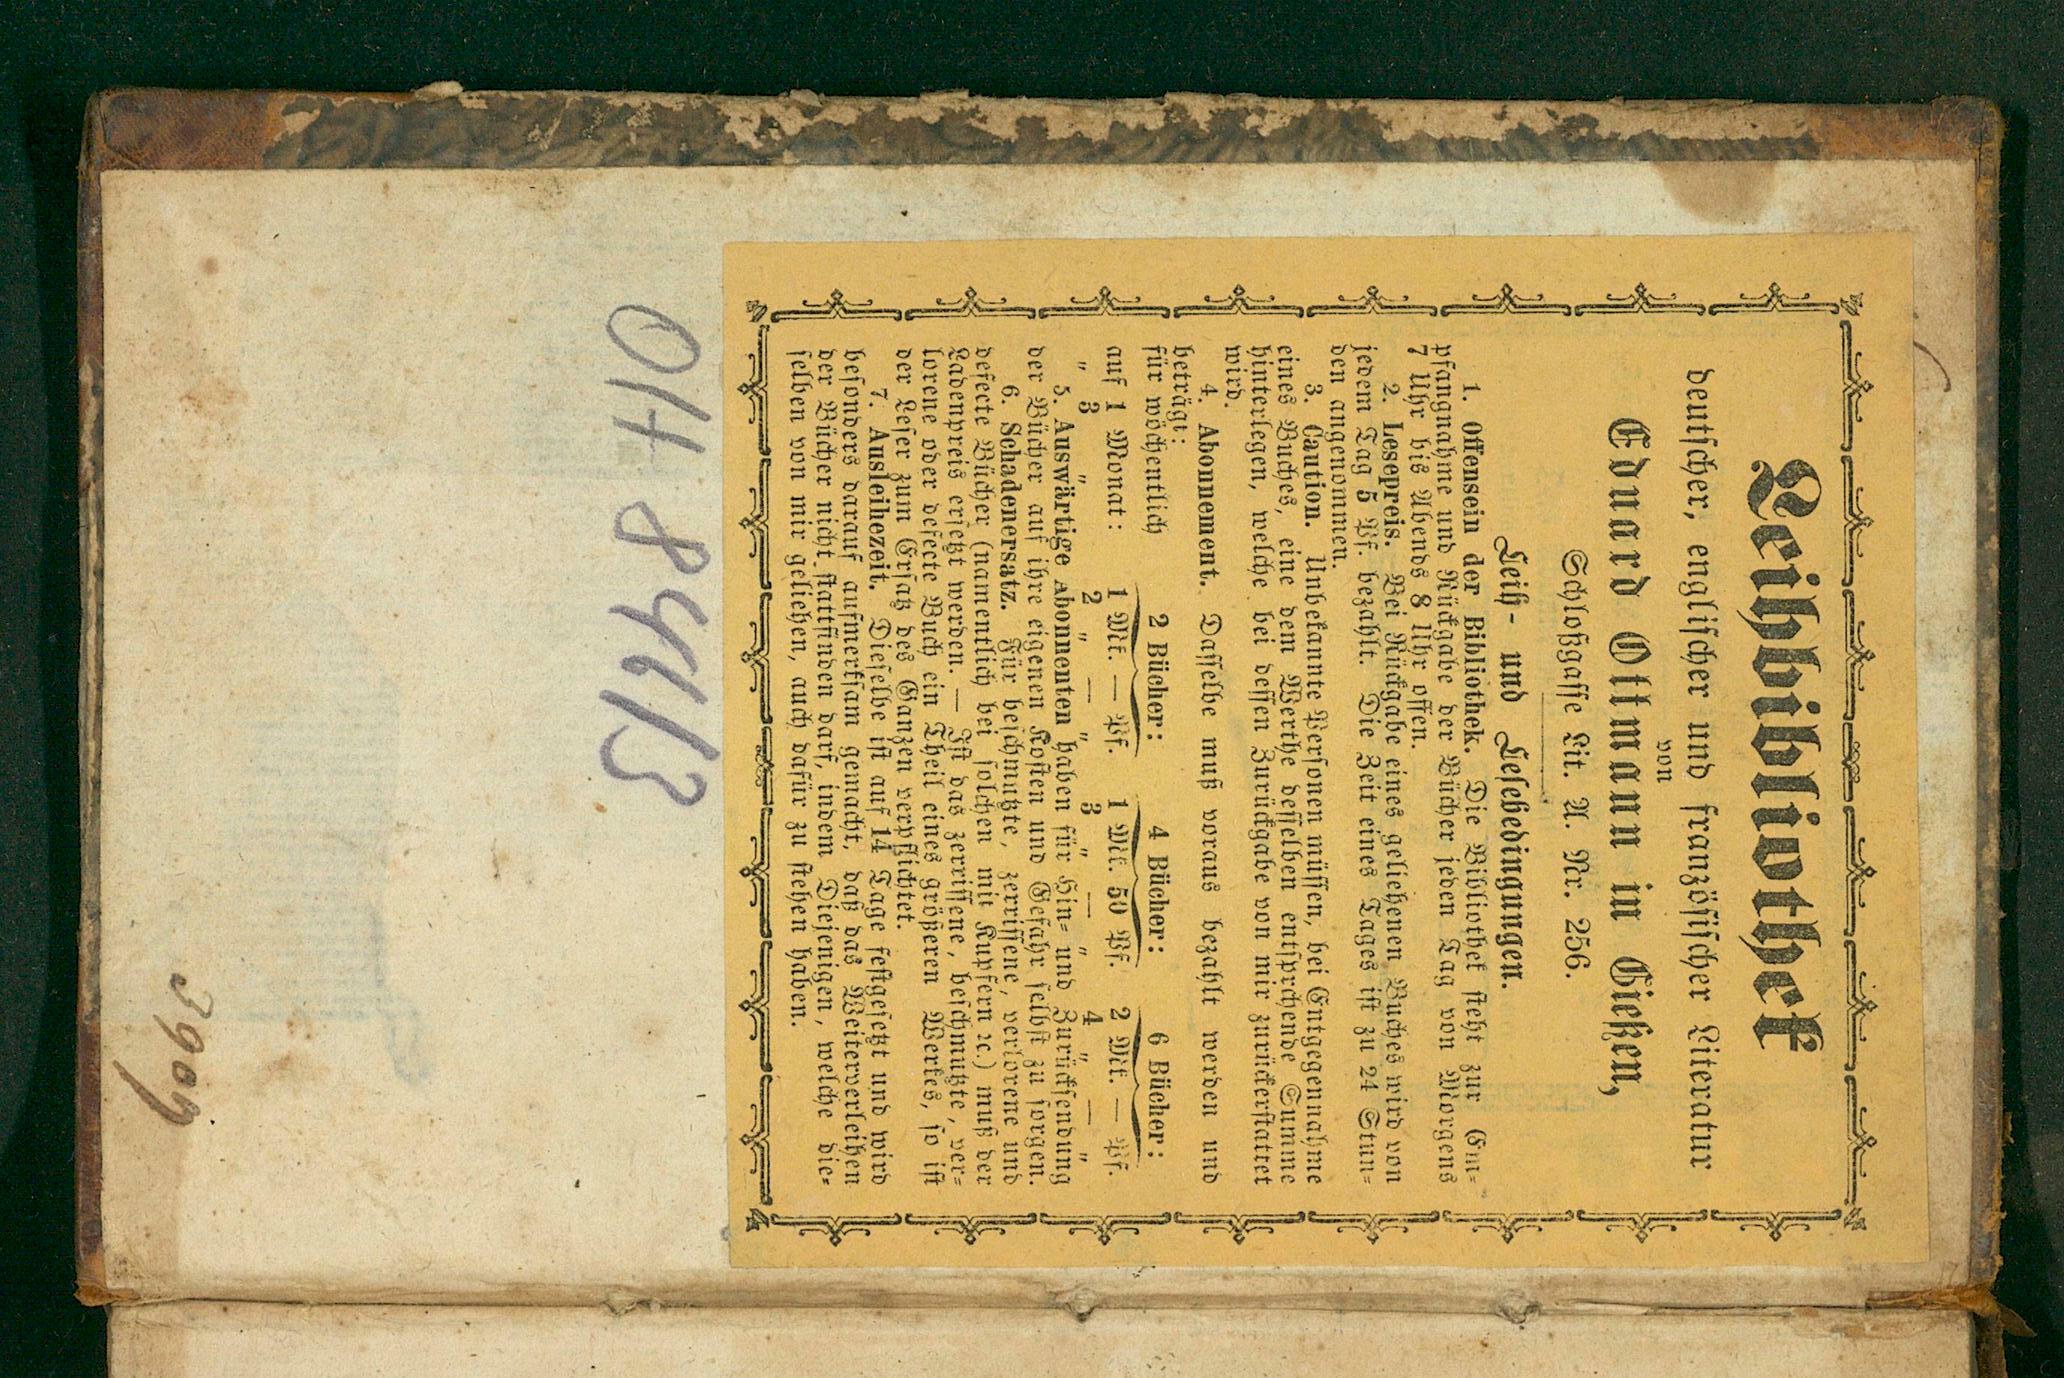 Leihbibliothek
deutscher, englischer und französischer Literatur
von
Eduard Ottmann in Gießen,
Schloßgasse Lit. A. Nr. 256.
Leih- und Lesebedingungen.
1. Offensein der Bibliothek. Die Bibliothek steht zur Em-
pfangnahme und Rückgabe der Bücher jeden Tag von Morgens
7 Uhr bis Abends 8 Uhr offen.
2. Lesepreis. Bei Rückgabe eines geliehenen Buches wird von
jedem Tag 5 Pf. bezahlt. Die Zeit eines Tages ist zu 24 Stun-
den angenommen.
3. Caution. Unbekannte Personen müssen, bei Entgegennahme
eines Buches, eine dem Werthe desselben entsprchende Summe
hinterlegen, welche bei dessen Zurückgabe von mir zurückerstattet
wird.
4. Abonnement. Dasselbe muß voraus bezahlt werden und
beträgt:
für wöchentlich 2 Bücher: 4 Bücher: 6 Bücher:
auf 1 Monat: 1 Mk. — Pf. 1 Mk. 50 Pf. 2 Mk. — Pf.
" 3 " 2 " — " 3 " — " 4 " — "
5. Auswärtige Abonnenten haben für Hin- und Zurücksendung
der Bücher auf ihre eigenen Kosten und Gefahr selbst zu sorgen.
6. Schadenersatz. Für beschmutzte, zerrissene, verlorene und
defecte Bücher (namentlich bei solchen mit Kupfern ꝛc.) muß der
Ladenpreis ersetzt werden. — Ist das zerrissene, beschmutzte, ver-
lorene oder defecte Buch ein Theil eines größeren Werkes, so ist
der Leser zum Ersatz des Ganzen verpflichtet.
7. Ausleihezeit. Dieselbe ist auf 14 Tage festgesetzt und wird
besonders darauf aufmerksam gemacht, daß das Weiterverleihen
der Bücher nicht stattfinden darf, indem Diejenigen, welche die-
selben von mir geliehen, auch dafür zu stehen haben.